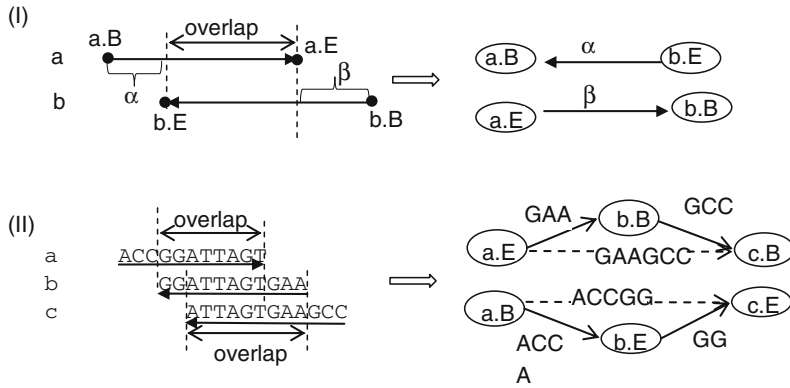 (I)
overlap
a.B
a.E
a
α
β
b
b.E
b.B
a.B
α
b.E
a.E
β
b.B
(II)
overlap
a ACCGGATTAGT
b GGATTAGTGAA
c ATTAGTGAAGCC
overlap
GAA
b.B
GCC
a.E
GAAGCC
c.B
ACCGG
a.B
c.E
ACC
b.E
GG
A